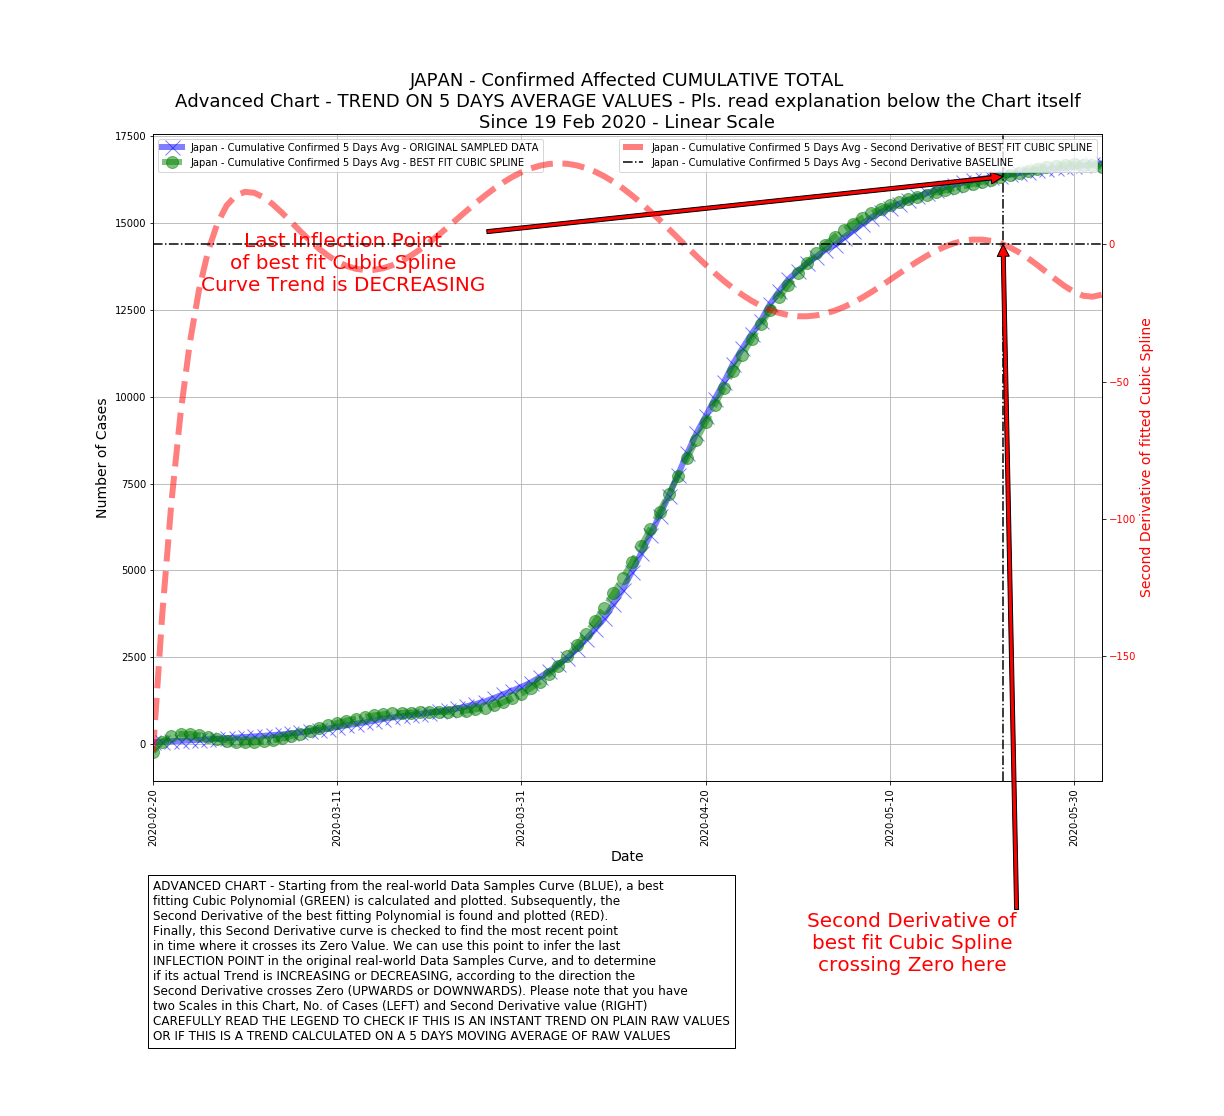 JAPAN - Confirmed Affected CUMULATIVE TOTAL
Advanced Chart - TREND ON 5 DAYS AVERAGE VALUES - Pls. read explanation below the Chart itself
Since 19 Feb 2020 - Linear Scale
Japan - Cumulative Confirmed 5 Days Avg - ORIGINAL SAMPLED DATA
Japan - Cumulative Confirmed 5 Days Avg - BEST FIT CUBIC SPLINE
Japan - Cumulative Confirmed 5 Days Avg - Second Derivative of BEST FIT CUBIC SPLINE
Japan - Cumulative Confirmed 5 Days Avg - Second Derivative BASELINE
17500
15000
12500
10000
7500
5000
2500
0
Number of Cases
Last Inflection Point
of best fit Cubic Spline
Curve Trend is DECREASING
0
−50
−100
−150
Second Derivative of fitted Cubic Spline
2020-02-20
2020-03-11
2020-03-31
2020-04-20
2020-05-10
2020-05-30
Date
ADVANCED CHART - Starting from the real-world Data Samples Curve (BLUE), a best
fitting Cubic Polynomial (GREEN) is calculated and plotted. Subsequently, the
Second Derivative of the best fitting Polynomial is found and plotted (RED).
Finally, this Second Derivative curve is checked to find the most recent point
in time where it crosses its Zero Value. We can use this point to infer the last
INFLECTION POINT in the original real-world Data Samples Curve, and to determine
if its actual Trend is INCREASING or DECREASING, according to the direction the
Second Derivative crosses Zero (UPWARDS or DOWNWARDS). Please note that you have
two Scales in this Chart, No. of Cases (LEFT) and Second Derivative value (RIGHT)
CAREFULLY READ THE LEGEND TO CHECK IF THIS IS AN INSTANT TREND ON PLAIN RAW VALUES
OR IF THIS IS A TREND CALCULATED ON A 5 DAYS MOVING AVERAGE OF RAW VALUES
Second Derivative of
best fit Cubic Spline
crossing Zero here